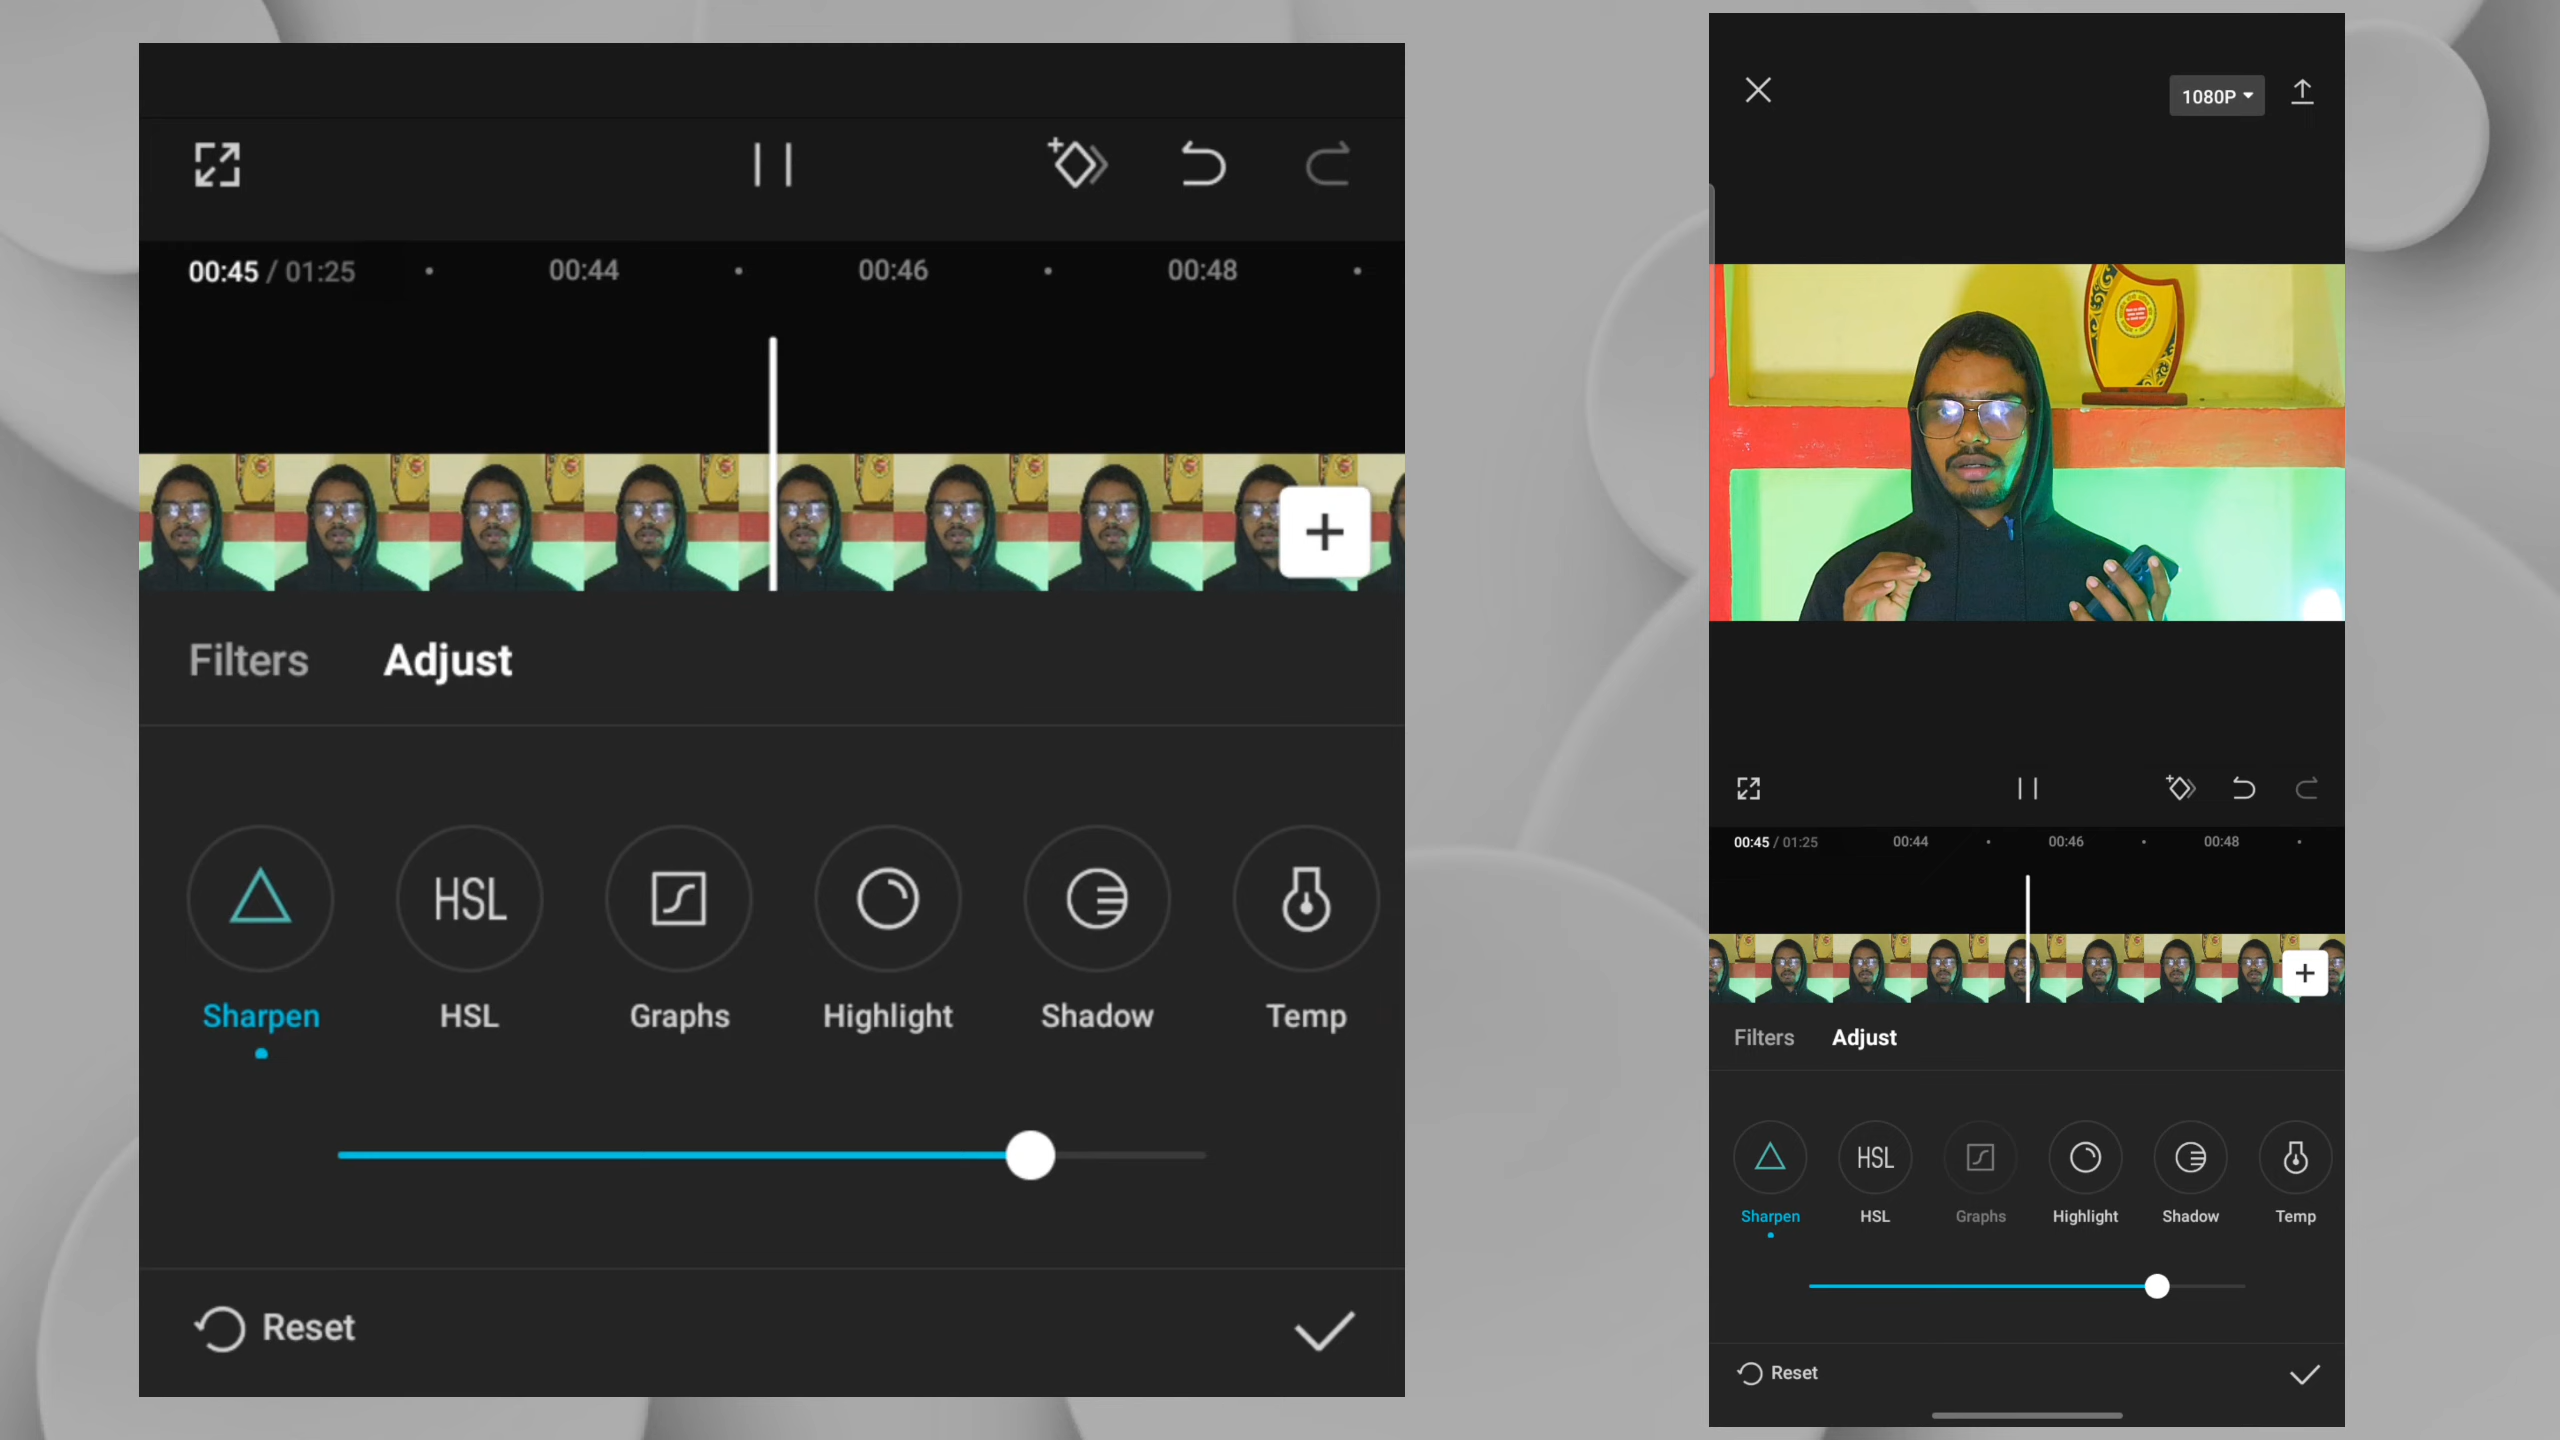 00:45 / 01:25 00:44 00:46 00:48
Filters Adjust
HSL
Sharpen HSL Graphs Highlight Shadow Temp
Reset
1080P
00:45 / 01:25 00:44 00:46 00:48
Filters Adjust
HSL
Sharpen HSL Graphs Highlight Shadow Temp
Reset